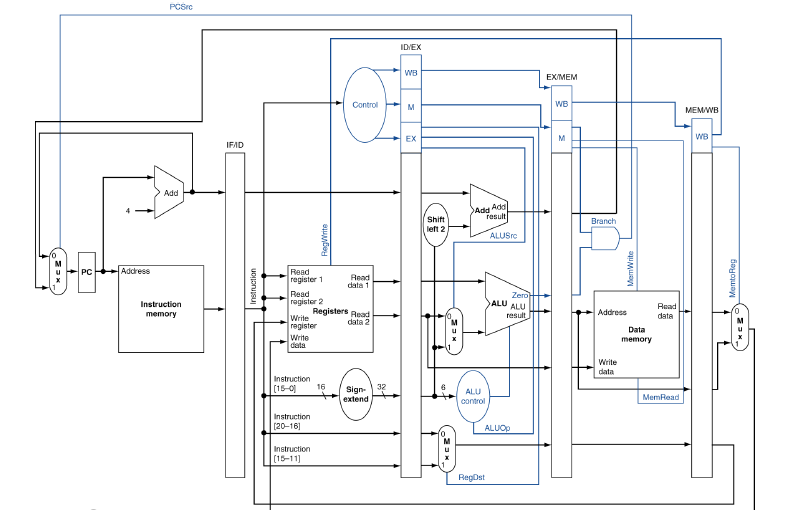 PCSrc
ID/EX
WB
EX/MEM
Control
M
WB
MEM/WB
EX
M
WB
IF/ID
Add
4
Add
Add
result
Shift
left 2
Branch
ALUSrc
RegWrite
MemWrite
MemtoReg
0
M
u
x
1
PC
Address
Instruction
memory
Instruction
Read
register 1
Read
register 2
Write
register
Write
data
Registers
Read
data 1
Read
data 2
0
M
u
x
1
Zero
ALU
ALU
result
Address
Read
data
Data
memory
Write
data
MemRead
0
M
u
x
1
Instruction
[15–0]
16
Sign-
extend
32
6
ALU
control
ALUOp
Instruction
[20–16]
Instruction
[15–11]
0
M
u
x
1
RegDst